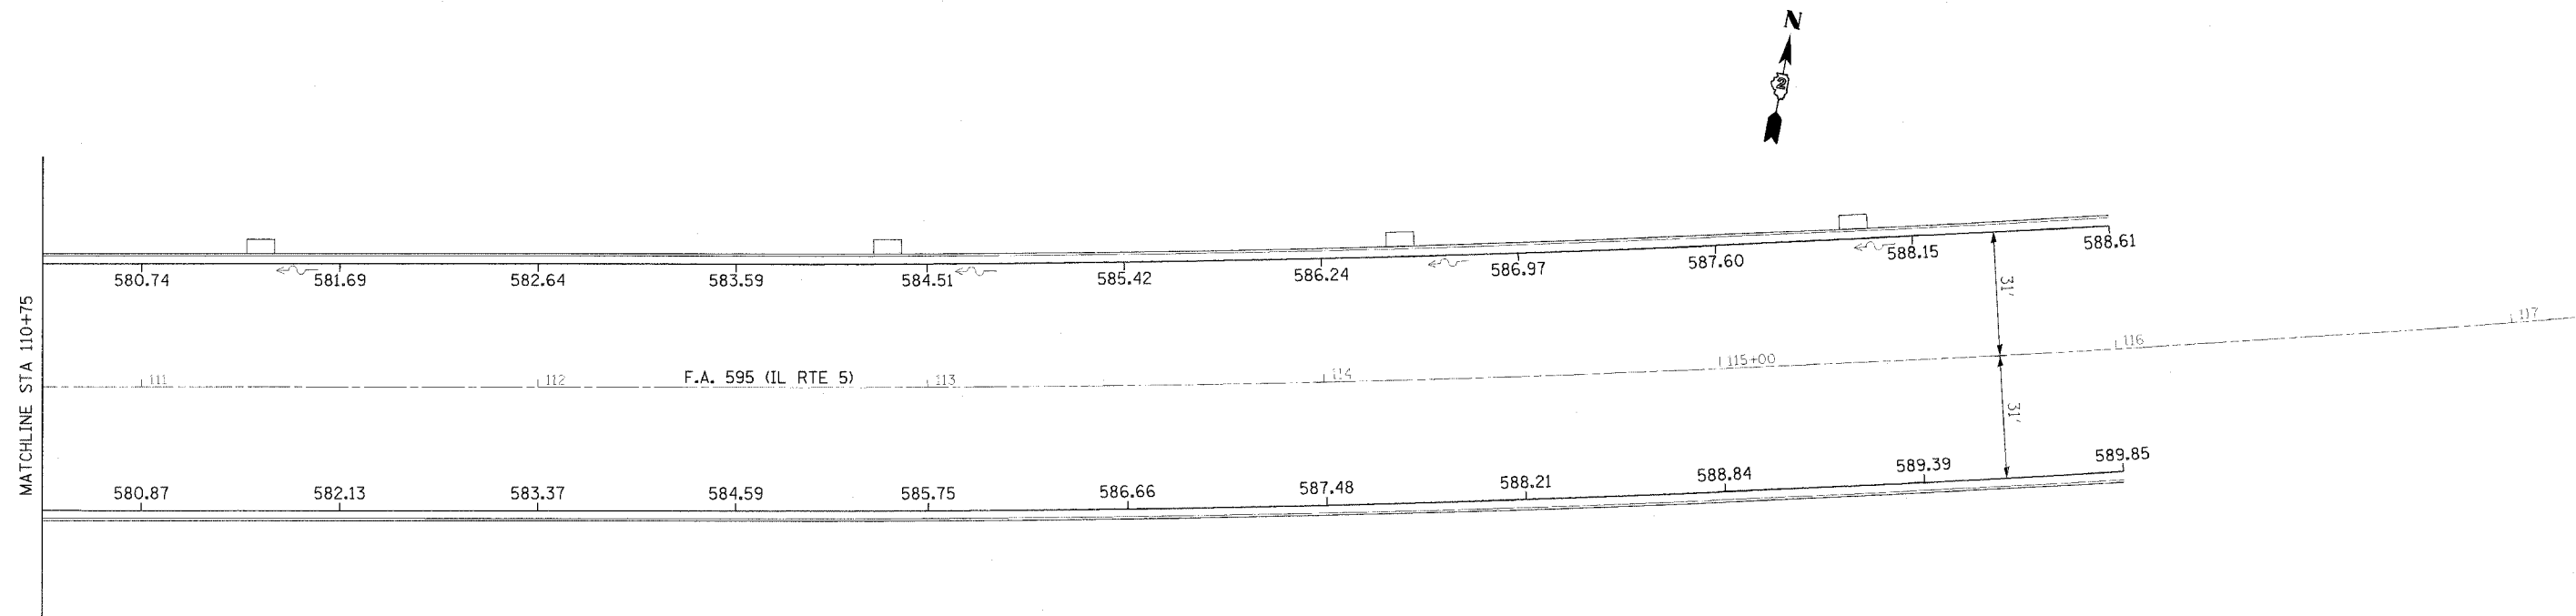 N
2
580.74 581.69 582.64 583.59 584.51 585.42 586.24 586.97 587.60 588.15 588.61
31'
MATCHLINE STA 110+75
111 112 F.A. 595 (IL RTE 5) 113 114 115+00 116 117
31'
580.87 582.13 583.37 584.59 585.75 586.66 587.48 588.21 588.84 589.39 589.85